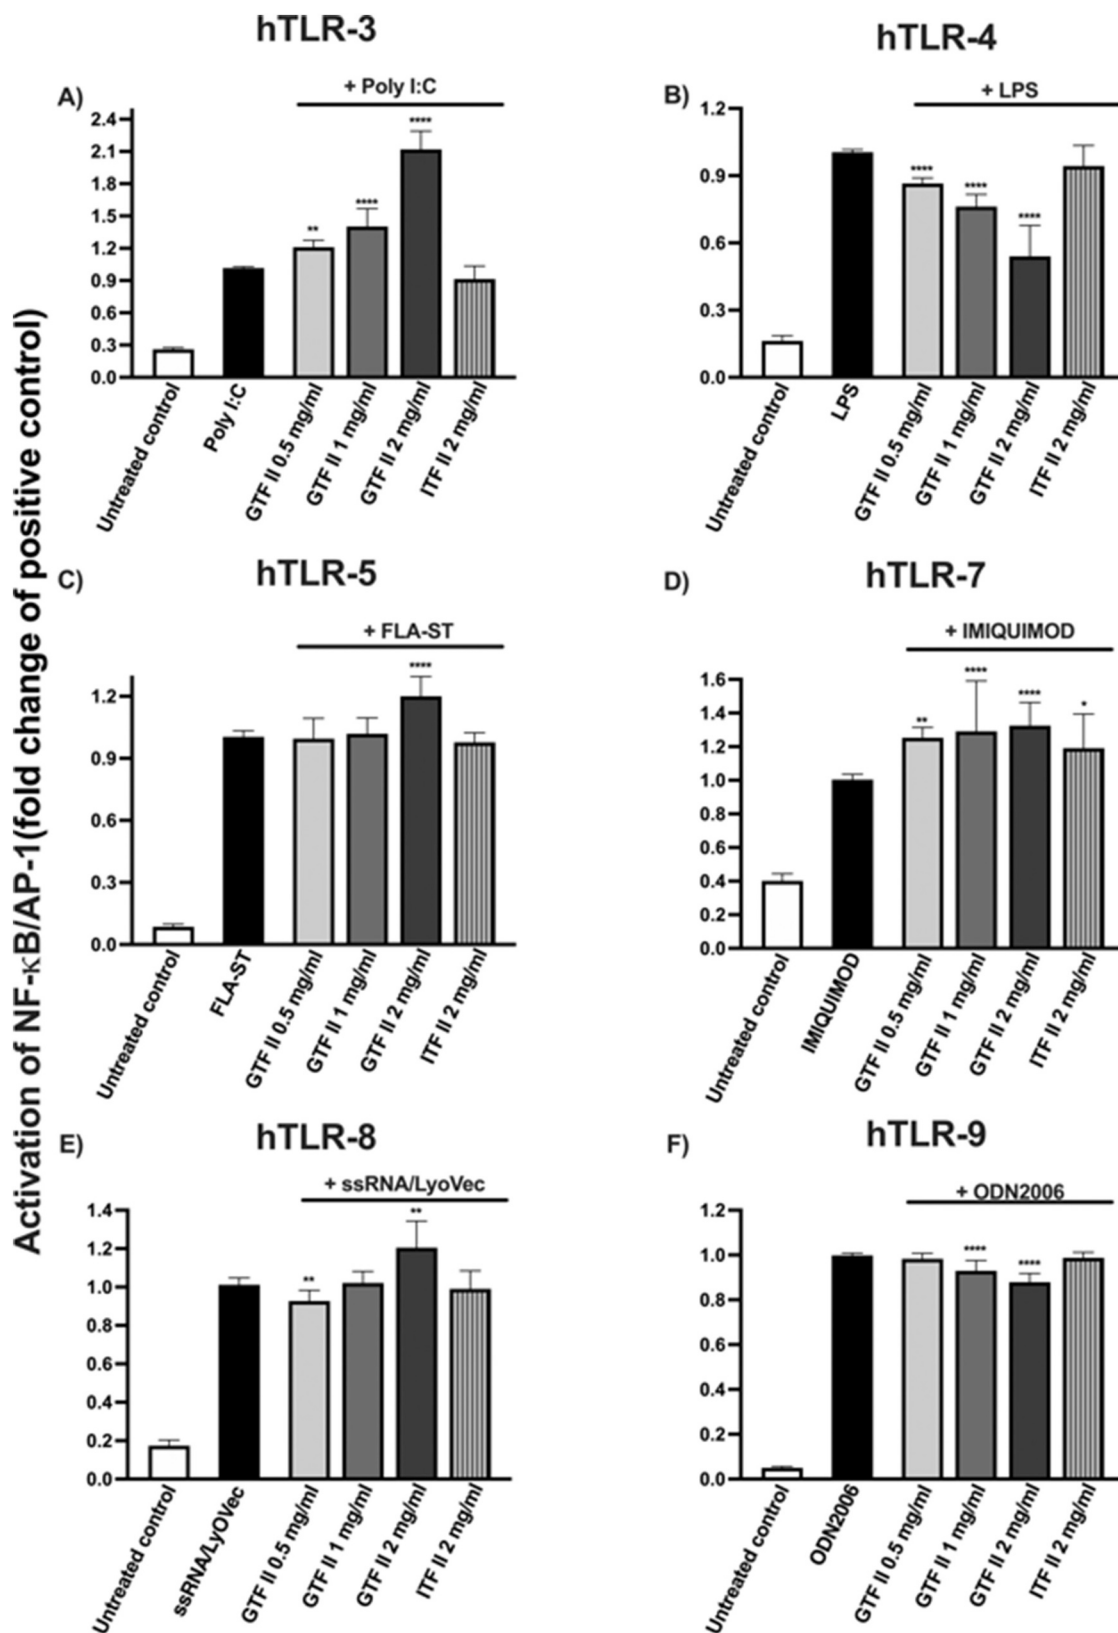 Activation of NF-κB/AP-1(fold change of positive control)
hTLR-3
A)
+ Poly I:C
2.4
2.1
1.8
1.5
1.2
0.9
0.6
0.3
0.0
**
****
****
Untreated control
Poly I:C
GTF II 0.5 mg/ml
GTF II 1 mg/ml
GTF II 2 mg/ml
ITF II 2 mg/ml
hTLR-4
B)
+ LPS
1.2
0.9
0.6
0.3
0.0
****
****
****
Untreated control
LPS
GTF II 0.5 mg/ml
GTF II 1 mg/ml
GTF II 2 mg/ml
ITF II 2 mg/ml
C)
hTLR-5
+ FLA-ST
1.2
0.9
0.6
0.3
0.0
****
Untreated control
FLA-ST
GTF II 0.5 mg/ml
GTF II 1 mg/ml
GTF II 2 mg/ml
ITF II 2 mg/ml
D)
hTLR-7
+ IMIQUIMOD
1.6
1.4
1.2
1.0
0.8
0.6
0.4
0.2
0.0
**
****
****
*
Untreated control
IMIQUIMOD
GTF II 0.5 mg/ml
GTF II 1 mg/ml
GTF II 2 mg/ml
ITF II 2 mg/ml
E)
hTLR-8
+ ssRNA/LyoVec
1.4
1.2
1.0
0.8
0.6
0.4
0.2
0.0
**
**
Untreated control
ssRNA/LyOVec
GTF II 0.5 mg/ml
GTF II 1 mg/ml
GTF II 2 mg/ml
ITF II 2 mg/ml
F)
hTLR-9
+ ODN2006
1.2
1.0
0.8
0.6
0.4
0.2
0.0
****
****
Untreated control
ODN2006
GTF II 0.5 mg/ml
GTF II 1 mg/ml
GTF II 2 mg/ml
ITF II 2 mg/ml